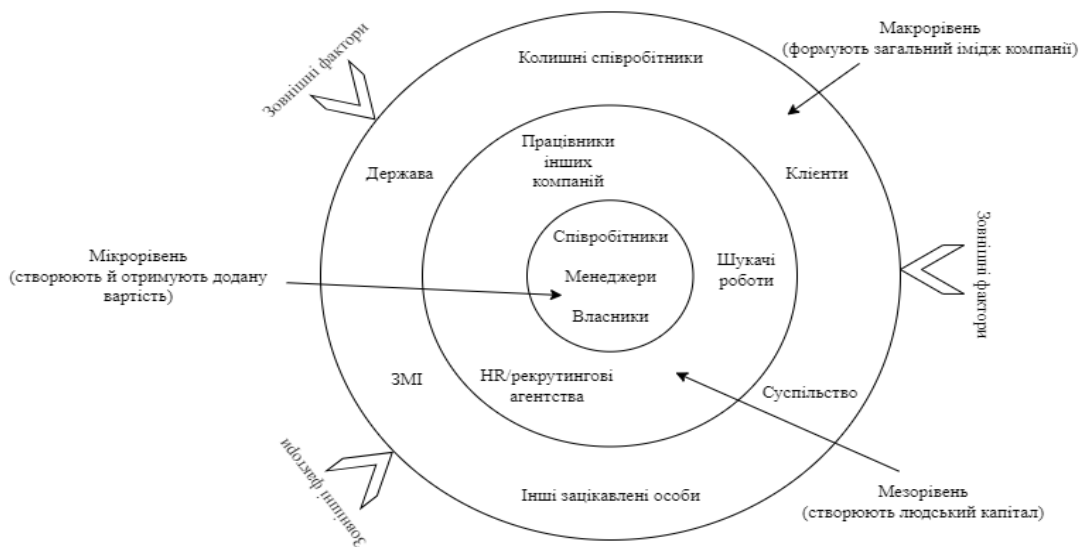 Макрорівень
(формують загальний імідж компанії)
Зовнішні фактори
Колишні співробітники
Працівники
інших
компаній
Держава
Клієнти
Співробітники
Зовнішні фактори
Мікрорівень
(створюють й отримують додану
вартість)
Шукачі
роботи
Менеджери
Власники
ЗМІ
HR/рекрутингові
агентства
Суспільство
Зовнішні фактори
Інші зацікавлені особи
Мезорівень
(створюють людський капітал)